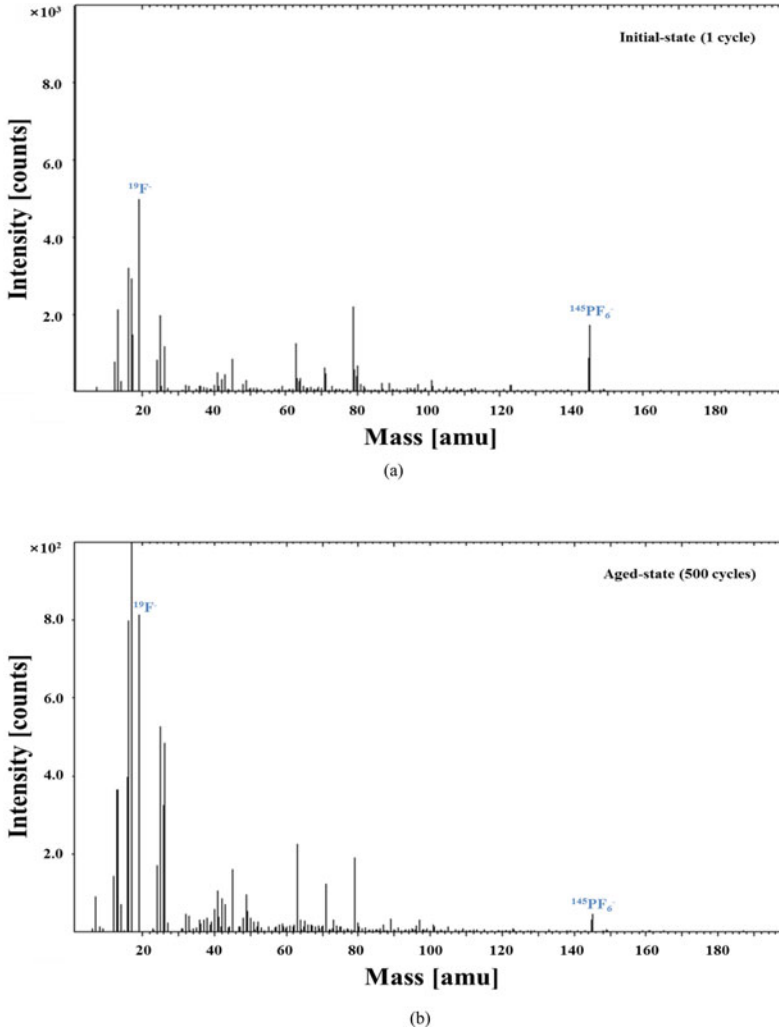 ×10³
Initial-state (1 cycle)
8.0
6.0
4.0
2.0
Intensity [counts]
¹⁹F⁻
¹⁴⁵PF₆⁻
20 40 60 80 100 120 140 160 180
Mass [amu]
(a)
×10²
Aged-state (500 cycles)
8.0
6.0
4.0
2.0
Intensity [counts]
¹⁹F⁻
¹⁴⁵PF₆⁻
20 40 60 80 100 120 140 160 180
Mass [amu]
(b)